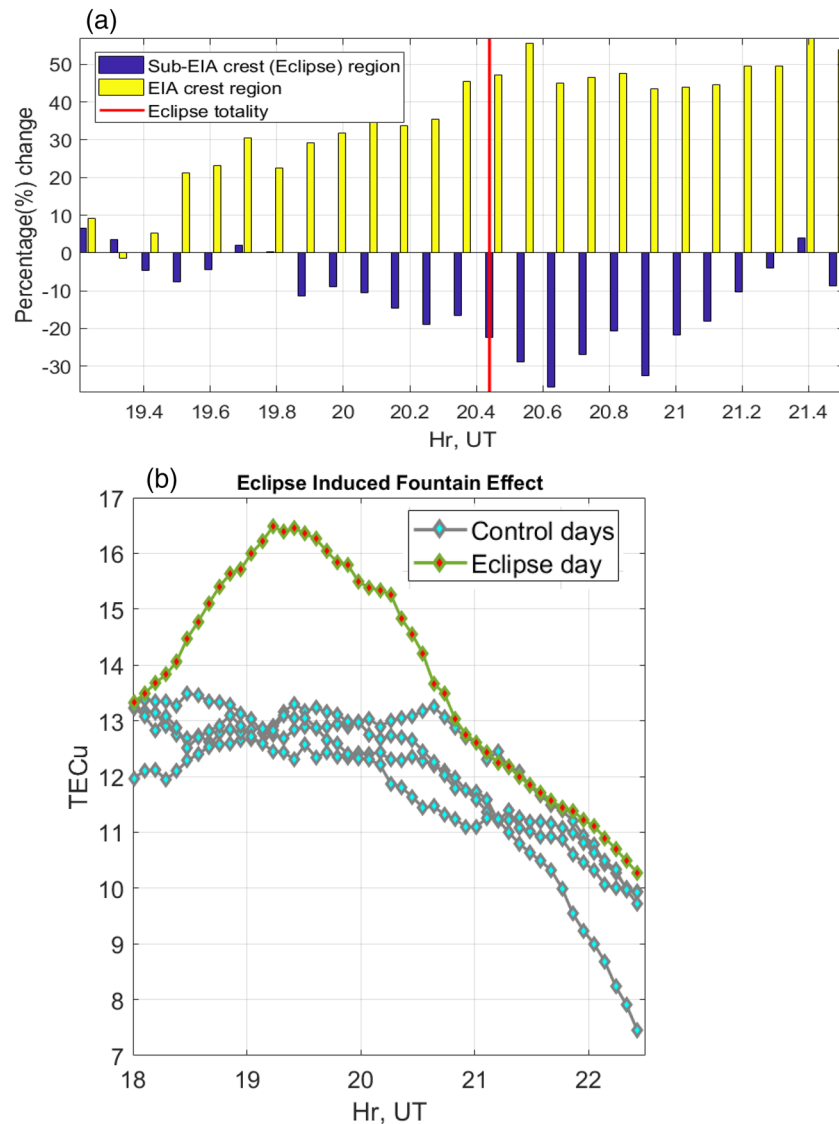 (a)
Sub-EIA crest (Eclipse) region
EIA crest region
Eclipse totality
Percentage(%) change
50
40
30
20
10
0
-10
-20
-30
19.4 19.6 19.8 20 20.2 20.4 20.6 20.8 21 21.2 21.4
Hr, UT
(b)
Eclipse Induced Fountain Effect
Control days
Eclipse day
TECu
17
16
15
14
13
12
11
10
9
8
7
18 19 20 21 22
Hr, UT